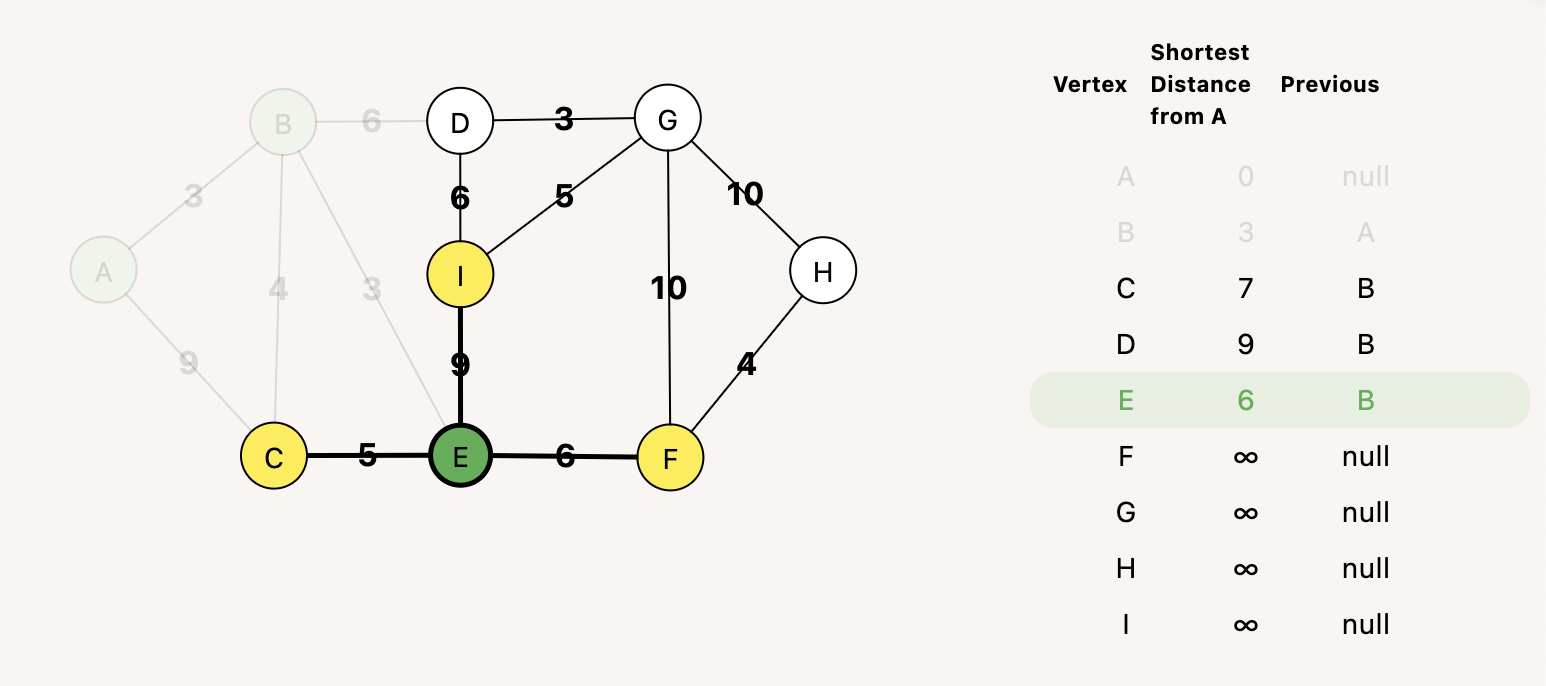 B
6
D
3
G
3
6
5
10
A
I
H
4
3
10
9
9
4
C
5
E
6
F
Shortest
Vertex Distance Previous
from A
A 0 null
B 3 A
C 7 B
D 9 B
E 6 B
F ∞ null
G ∞ null
H ∞ null
I ∞ null